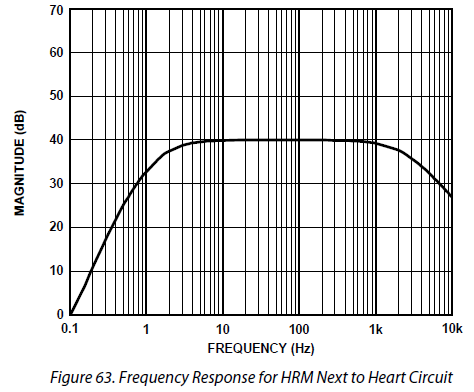 70
60
50
40
30
20
10
0
MAGNITUDE (dB)
0.1 1 10 100 1k 10k
FREQUENCY (Hz)
Figure 63. Frequency Response for HRM Next to Heart Circuit